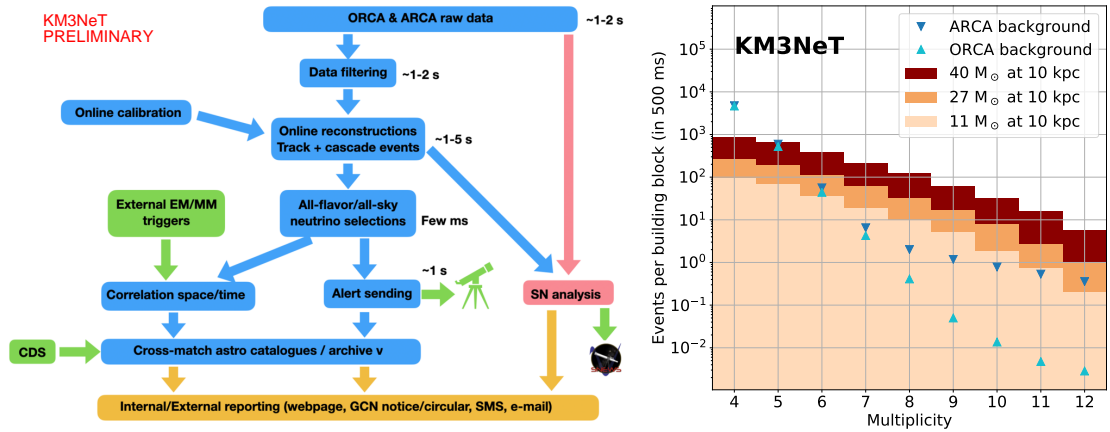 KM3NeT
PRELIMINARY
ORCA & ARCA raw data
~1-2 s
Data filtering
~1-2 s
Online calibration
Online reconstructions
Track + cascade events
~1-5 s
External EM/MM
triggers
All-flavor/all-sky
neutrino selections
Few ms
~1 s
Correlation space/time
Alert sending
SN analysis
CDS
Cross-match astro catalogues / archive ν
Internal/External reporting (webpage, GCN notice/circular, SMS, e-mail)
KM3NeT
ARCA background
ORCA background
40 M⊙ at 10 kpc
27 M⊙ at 10 kpc
11 M⊙ at 10 kpc
Events per building block (in 500 ms)
10⁵
10⁴
10³
10²
10¹
10⁰
10⁻¹
10⁻²
4 5 6 7 8 9 10 11 12
Multiplicity